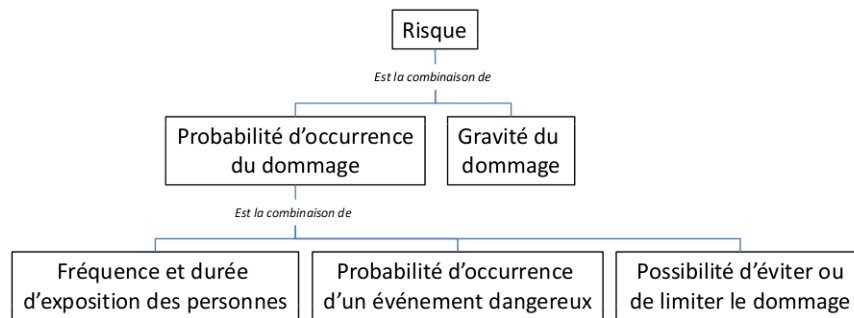 Risque
Est la combinaison de
Probabilité d’occurrence
du dommage
Gravité du
dommage
Est la combinaison de
Fréquence et durée
d’exposition des personnes
Probabilité d’occurrence
d’un événement dangereux
Possibilité d’éviter ou
de limiter le dommage